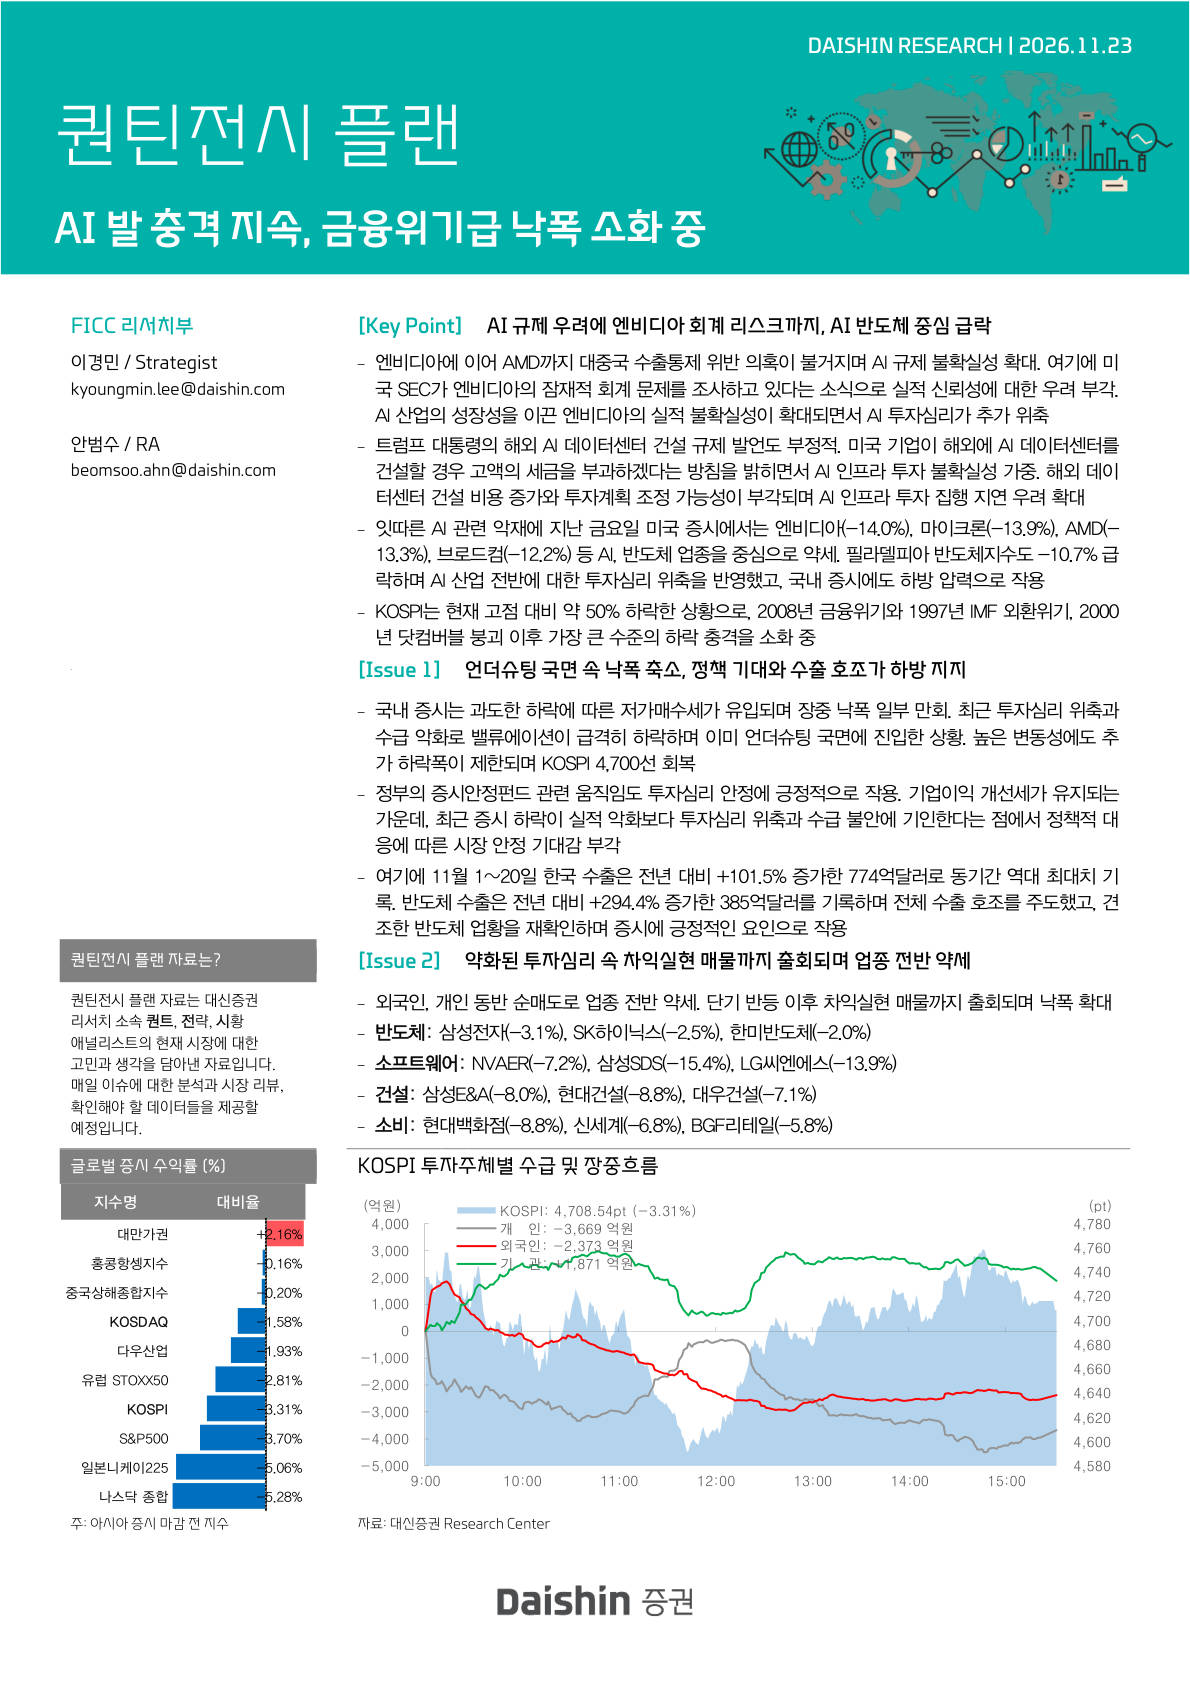 DAISHIN RESEARCH | 2026.11.23
퀀틴전시 플랜
AI 발 충격 지속, 금융위기급 낙폭 소화 중
FICC 리서치부
이경민 / Strategist
kyoungmin.lee@daishin.com
안범수 / RA
beomsoo.ahn@daishin.com
[Key Point] AI 규제 우려에 엔비디아 회계 리스크까지, AI 반도체 중심 급락
– 엔비디아에 이어 AMD까지 대중국 수출통제 위반 의혹이 불거지며 AI 규제 불확실성 확대. 여기에 미
국 SEC가 엔비디아의 잠재적 회계 문제를 조사하고 있다는 소식으로 실적 신뢰성에 대한 우려 부각.
AI 산업의 성장성을 이끈 엔비디아의 실적 불확실성이 확대되면서 AI 투자심리가 추가 위축
– 트럼프 대통령의 해외 AI 데이터센터 건설 규제 발언도 부정적. 미국 기업이 해외에 AI 데이터센터를
건설할 경우 고액의 세금을 부과하겠다는 방침을 밝히면서 AI 인프라 투자 불확실성 가중. 해외 데이
터센터 건설 비용 증가와 투자계획 조정 가능성이 부각되며 AI 인프라 투자 집행 지연 우려 확대
– 잇따른 AI 관련 악재에 지난 금요일 미국 증시에서는 엔비디아(-14.0%), 마이크론(-13.9%), AMD(-
13.3%), 브로드컴(-12.2%) 등 AI, 반도체 업종을 중심으로 약세. 필라델피아 반도체지수도 -10.7% 급
락하며 AI 산업 전반에 대한 투자심리 위축을 반영했고, 국내 증시에도 하방 압력으로 작용
– KOSPI는 현재 고점 대비 약 50% 하락한 상황으로, 2008년 금융위기와 1997년 IMF 외환위기, 2000
년 닷컴버블 붕괴 이후 가장 큰 수준의 하락 충격을 소화 중
[Issue 1] 언더슈팅 국면 속 낙폭 축소, 정책 기대와 수출 호조가 하방 지지
– 국내 증시는 과도한 하락에 따른 저가매수세가 유입되며 장중 낙폭 일부 만회. 최근 투자심리 위축과
수급 악화로 밸류에이션이 급격히 하락하며 이미 언더슈팅 국면에 진입한 상황. 높은 변동성에도 추
가 하락폭이 제한되며 KOSPI 4,700선 회복
– 정부의 증시안정펀드 관련 움직임도 투자심리 안정에 긍정적으로 작용. 기업이익 개선세가 유지되는
가운데, 최근 증시 하락이 실적 악화보다 투자심리 위축과 수급 불안에 기인한다는 점에서 정책적 대
응에 따른 시장 안정 기대감 부각
– 여기에 11월 1~20일 한국 수출은 전년 대비 +101.5% 증가한 774억달러로 동기간 역대 최대치 기
록. 반도체 수출은 전년 대비 +294.4% 증가한 385억달러를 기록하며 전체 수출 호조를 주도했고, 견
조한 반도체 업황을 재확인하며 증시에 긍정적인 요인으로 작용
[Issue 2] 약화된 투자심리 속 차익실현 매물까지 출회되며 업종 전반 약세
– 외국인, 개인 동반 순매도로 업종 전반 약세. 단기 반등 이후 차익실현 매물까지 출회되며 낙폭 확대
– 반도체: 삼성전자(-3.1%), SK하이닉스(-2.5%), 한미반도체(-2.0%)
– 소프트웨어: NVAER(-7.2%), 삼성SDS(-15.4%), LG씨엔에스(-13.9%)
– 건설: 삼성E&A(-8.0%), 현대건설(-8.8%), 대우건설(-7.1%)
– 소비: 현대백화점(-8.8%), 신세계(-6.8%), BGF리테일(-5.8%)
퀀틴전시 플랜 자료는?
퀀틴전시 플랜 자료는 대신증권
리서치 소속 퀀트, 전략, 시황
애널리스트의 현재 시장에 대한
고민과 생각을 담아낸 자료입니다.
매일 이슈에 대한 분석과 시장 리뷰,
확인해야 할 데이터들을 제공할
예정입니다.
글로벌 증시 수익률 (%)
지수명 대비율
대만가권 +2.16%
홍콩항셍지수 -0.16%
중국상해종합지수 -0.20%
KOSDAQ -1.58%
다우산업 -1.93%
유럽 STOXX50 -2.81%
KOSPI -3.31%
S&P500 -3.70%
일본니케이225 -5.06%
나스닥 종합 -5.28%
주: 아시아 증시 마감 전 지수
KOSPI 투자주체별 수급 및 장중흐름
(억원) (pt)
KOSPI: 4,708.54pt (-3.31%)
개 인: -3,669 억원
외국인: -2,373 억원
기 관: +1,871 억원
4,000
3,000
2,000
1,000
0
-1,000
-2,000
-3,000
-4,000
-5,000
4,780
4,760
4,740
4,720
4,700
4,680
4,660
4,640
4,620
4,600
4,580
9:00 10:00 11:00 12:00 13:00 14:00 15:00
자료: 대신증권 Research Center
Daishin 증권